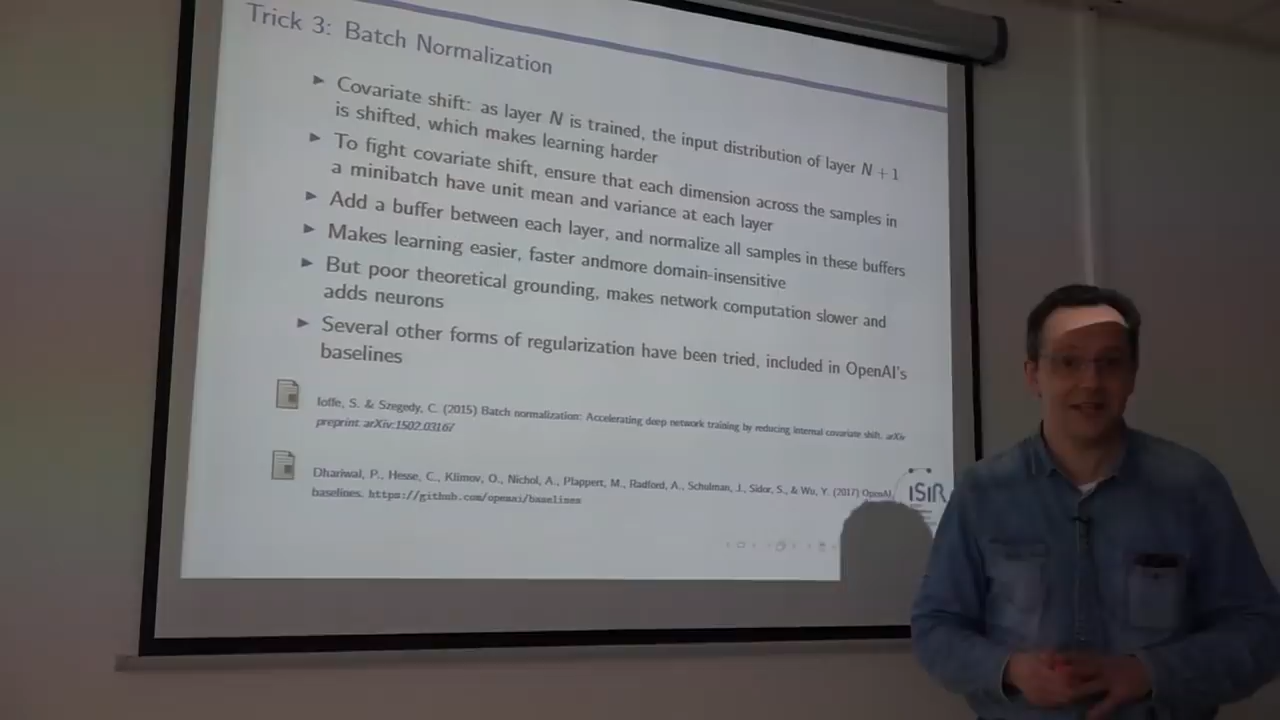 Trick 3: Batch Normalization
► Covariate shift: as layer N is trained, the input distribution of layer N + 1
is shifted, which makes learning harder
► To fight covariate shift, ensure that each dimension across the samples in
a minibatch have unit mean and variance at each layer
► Add a buffer between each layer, and normalize all samples in these buffers
► Makes learning easier, faster andmore domain-insensitive
► But poor theoretical grounding, makes network computation slower and
adds neurons
► Several other forms of regularization have been tried, included in OpenAI's
baselines
Ioffe, S. & Szegedy, C. (2015) Batch normalization: Accelerating deep network training by reducing internal covariate shift. arXiv
preprint arXiv:1502.03167
Dhariwal, P., Hesse, C., Klimov, O., Nichol, A., Plappert, M., Radford, A., Schulman, J., Sidor, S., & Wu, Y. (2017) OpenAI
baselines. https://github.com/openai/baselines
ISIR